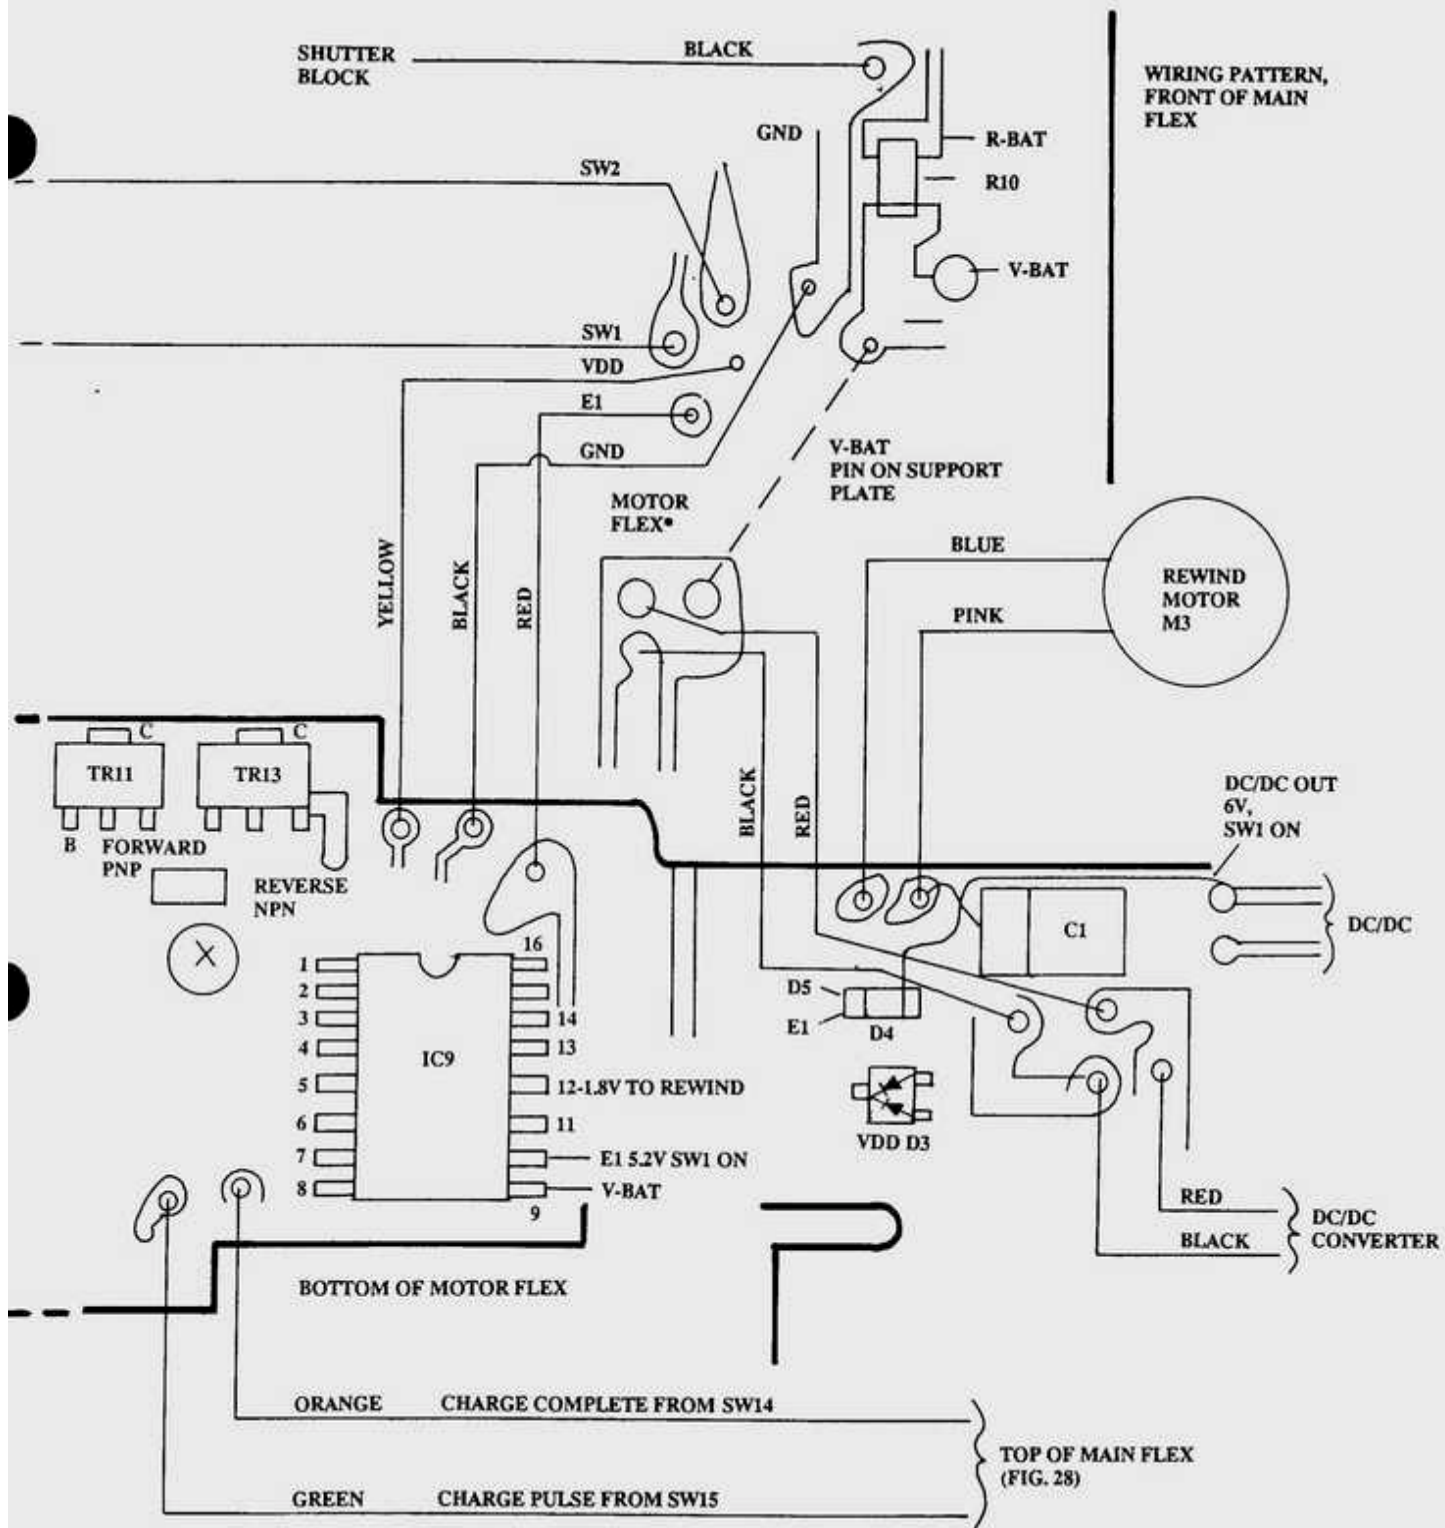 SHUTTER
BLOCK
BLACK
WIRING PATTERN,
FRONT OF MAIN
FLEX
GND
R-BAT
SW2
R10
V-BAT
SW1
VDD
E1
GND
V-BAT
PIN ON SUPPORT
PLATE
MOTOR
FLEX•
YELLOW
BLACK
RED
BLUE
REWIND
MOTOR
M3
PINK
C
C
TR11
TR13
BLACK
RED
DC/DC OUT
6V,
SW1 ON
B
FORWARD
PNP
REVERSE
NPN
C1
DC/DC
16
1
2
3
14
4
13
IC9
5
12-1.8V TO REWIND
6
11
7
E1 5.2V SW1 ON
8
V-BAT
9
D5
E1
D4
VDD D3
RED
BLACK
DC/DC
CONVERTER
BOTTOM OF MOTOR FLEX
ORANGE CHARGE COMPLETE FROM SW14
TOP OF MAIN FLEX
(FIG. 28)
GREEN CHARGE PULSE FROM SW15